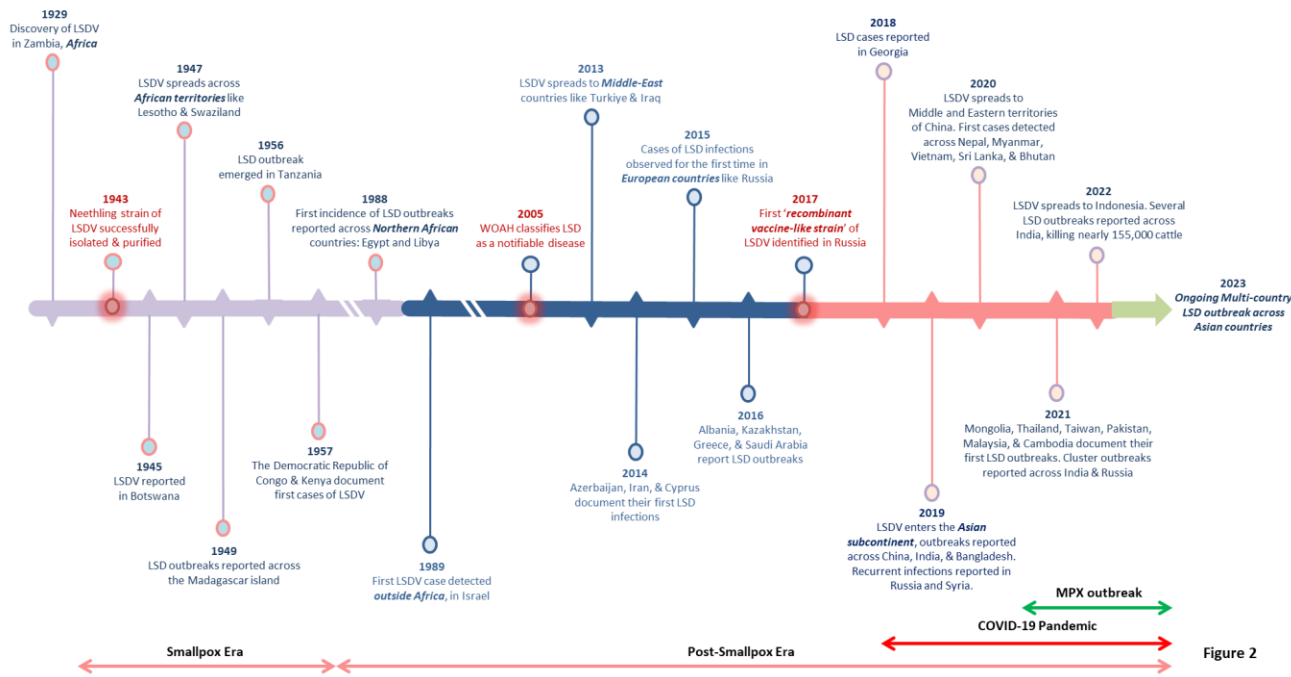 1929
Discovery of LSDV
in Zambia, Africa
1947
LSDV spreads across
African territories like
Lesotho & Swaziland
1956
LSD outbreak
emerged in Tanzania
1943
Neethling strain of
LSDV successfully
isolated & purified
1988
First incidence of LSD outbreaks
reported across Northern African
countries: Egypt and Libya
2005
WOAH classifies LSD
as a notifiable disease
2013
LSDV spreads to Middle-East
countries like Turkiye & Iraq
2015
Cases of LSD infections
observed for the first time in
European countries like Russia
2017
First ‘recombinant
vaccine-like strain’ of
LSDV identified in Russia
2018
LSD cases reported
in Georgia
2020
LSDV spreads to
Middle and Eastern territories
of China. First cases detected
across Nepal, Myanmar,
Vietnam, Sri Lanka, & Bhutan
2022
LSDV spreads to Indonesia. Several
LSD outbreaks reported across
India, killing nearly 155,000 cattle
2023
Ongoing Multi-country
LSD outbreak across
Asian countries
1945
LSDV reported
in Botswana
1949
LSD outbreaks reported across
the Madagascar island
1957
The Democratic Republic of
Congo & Kenya document
first cases of LSDV
1989
First LSDV case detected
outside Africa, in Israel
2014
Azerbaijan, Iran, & Cyprus
document their first LSD
infections
2016
Albania, Kazakhstan,
Greece, & Saudi Arabia
report LSD outbreaks
2019
LSDV enters the Asian
subcontinent, outbreaks reported
across China, India, & Bangladesh.
Recurrent infections reported in
Russia and Syria.
2021
Mongolia, Thailand, Taiwan, Pakistan,
Malaysia, & Cambodia document their
first LSD outbreaks. Cluster outbreaks
reported across India & Russia
MPX outbreak
COVID-19 Pandemic
Smallpox Era
Post-Smallpox Era
Figure 2